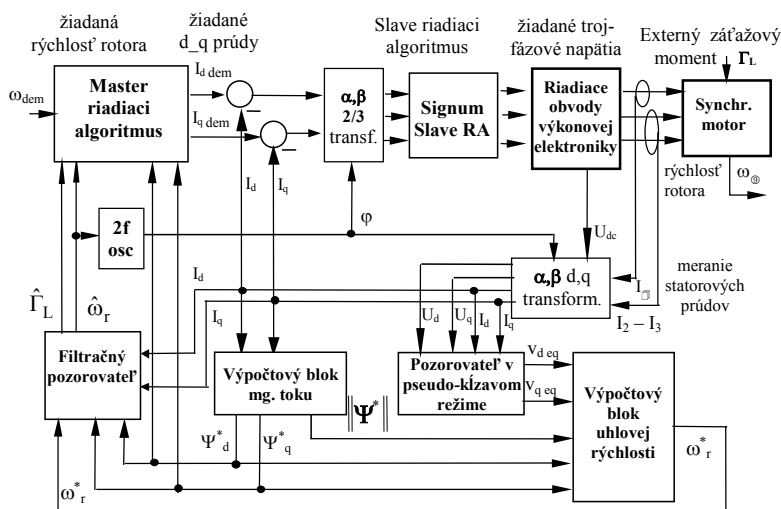 žiadaná
rýchlosť rotora
žiadané
d_q prúdy
Slave riadiaci
algoritmus
žiadané troj-
fázové napätia
Externý záťažový
moment
Γ_L
ω_dem
Master
riadiaci
algoritmus
I_d dem
I_q dem
α,β
2/3
transf.
Signum
Slave RA
Riadiace
obvody
výkonovej
elektroniky
Synchr.
motor
rýchlosť
rotora
ω
I_d
I_q
φ
2f
osc
U_dc
α,β d,q
transform.
I
I_2 – I_3
meranie
statorových
prúdov
Γ̂_L
ω̂_r
I_d
I_q
U_d
U_q
I_d
I_q
Filtračný
pozorovateľ
Výpočtový blok
mg. toku
Pozorovateľ v
pseudo-kĺzavom
režime
v_d eq
v_q eq
Výpočtový
blok
uhlovej
rýchlosti
||Ψ*||
Ψ*_d
Ψ*_q
ω*_r
ω*_r